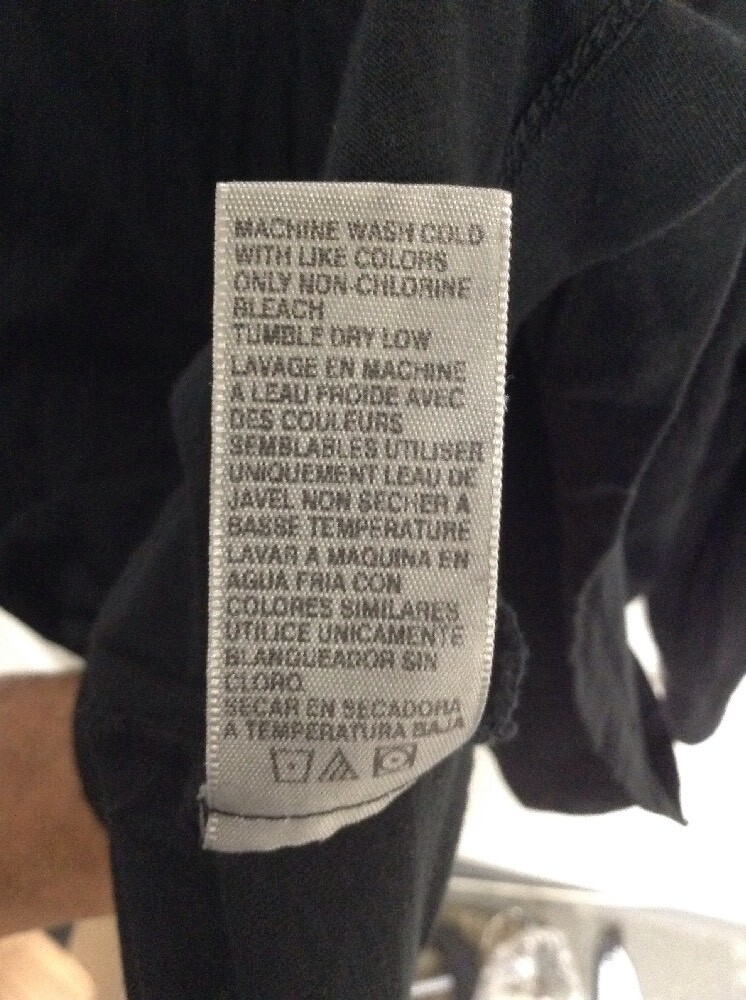 MACHINE WASH COLD
WITH LIKE COLORS
ONLY NON-CHLORINE
BLEACH
TUMBLE DRY LOW
LAVAGE EN MACHINE
A LEAU FROIDE AVEC
DES COULEURS
SEMBLABLES UTILISER
UNIQUEMENT LEAU DE
JAVEL NON SECHER A
BASSE TEMPERATURE
LAVAR A MAQUINA EN
AGUA FRIA CON
COLORES SIMILARES
UTILICE UNICAMENTE
BLANQUEADOR SIN
CLORO.
SECAR EN SECADORA
A TEMPERATURA BAJA